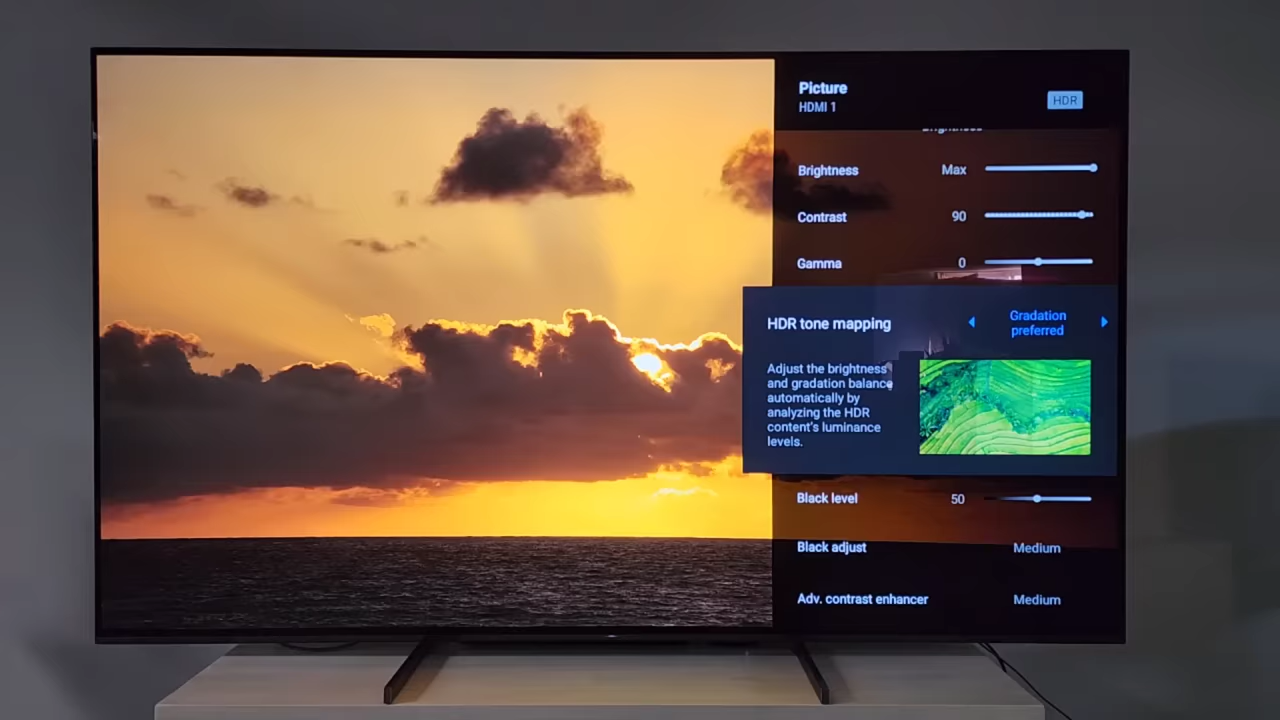 Picture
HDMI 1
HDR
Brightness
Brightness Max
Contrast 90
Gamma 0
HDR tone mapping
Gradation
preferred
Adjust the brightness
and gradation balance
automatically by
analyzing the HDR
content's luminance
levels.
Black level 50
Black adjust Medium
Adv. contrast enhancer Medium